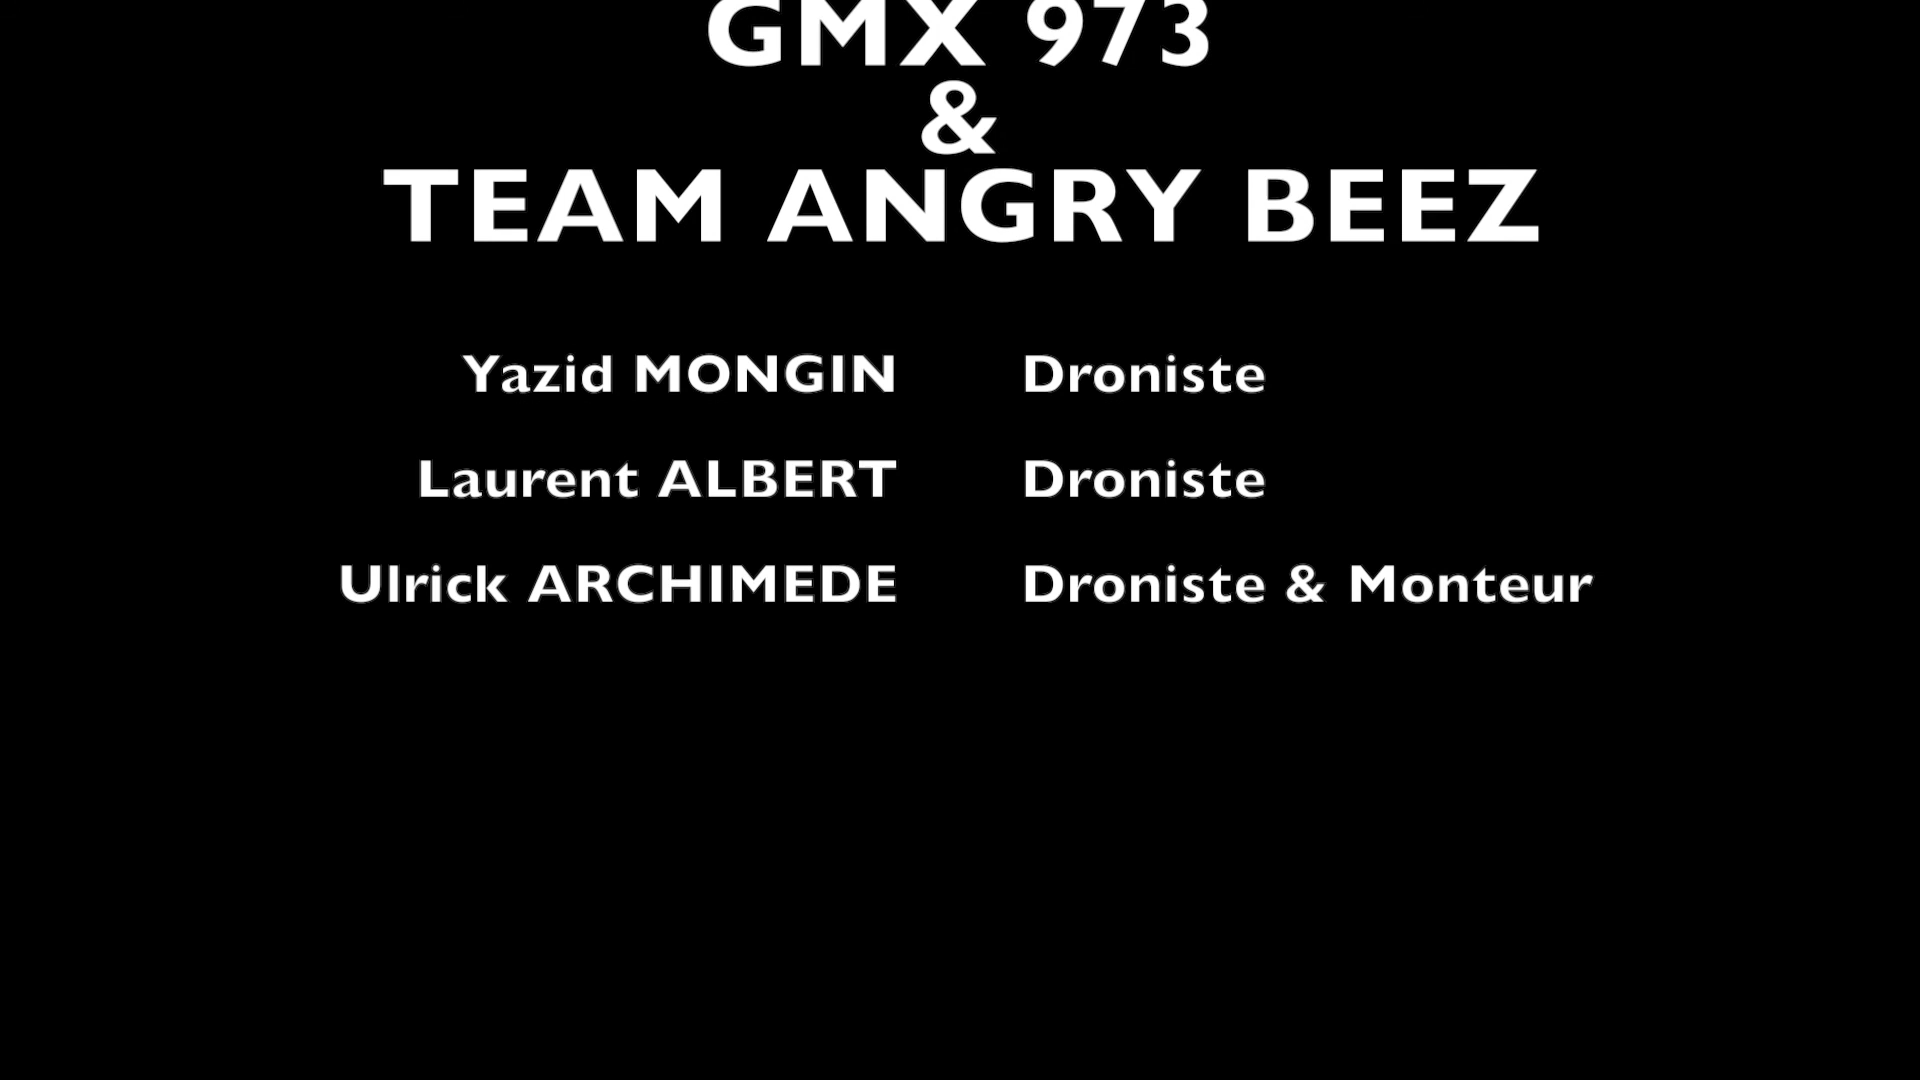 GMX 973
&
TEAM ANGRY BEEZ
Yazid MONGIN Droniste
Laurent ALBERT Droniste
Ulrick ARCHIMEDE Droniste & Monteur